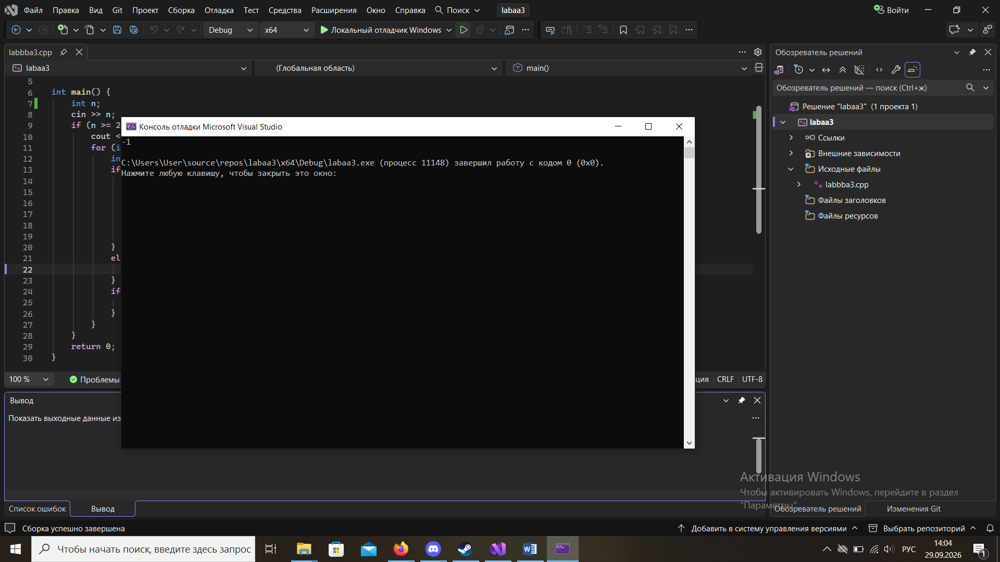 Файл Правка Вид Git Проект Сборка Отладка Тест Средства Расширения Окно Справка Поиск labaa3 Войти
Debug x64 Локальный отладчик Windows
labbba3.cpp
labaa3 (Глобальная область) main()
5
6 int main() {
7 int n;
8 cin >> n;
9 if (n >= 2
10 cout <
11 for (i
12 in
13 if
14
15
16
17
18
19
20 }
21 el
22
23 }
24 if
25
26 }
27 }
28 }
29 return 0;
30 }
100 % Проблемы
ция CRLF UTF-8
Консоль отладки Microsoft Visual Studio
-1
C:\Users\User\source\repos\labaa3\x64\Debug\labaa3.exe (процесс 11148) завершил работу с кодом 0 (0x0).
Нажмите любую клавишу, чтобы закрыть это окно:
Вывод
Показать выходные данные из
Список ошибок Вывод
Обозреватель решений
Обозреватель решений — поиск (Ctrl+ж)
Решение "labaa3" (1 проекта 1)
labaa3
Ссылки
Внешние зависимости
Исходные файлы
labbba3.cpp
Файлы заголовков
Файлы ресурсов
Активация Windows
Чтобы активировать Windows, перейдите в раздел
"Параметры"
Обозреватель решений Изменения Git
Сборка успешно завершена Добавить в систему управления версиями Выбрать репозиторий
Чтобы начать поиск, введите здесь запрос
РУС
14:04
29.09.2026
1